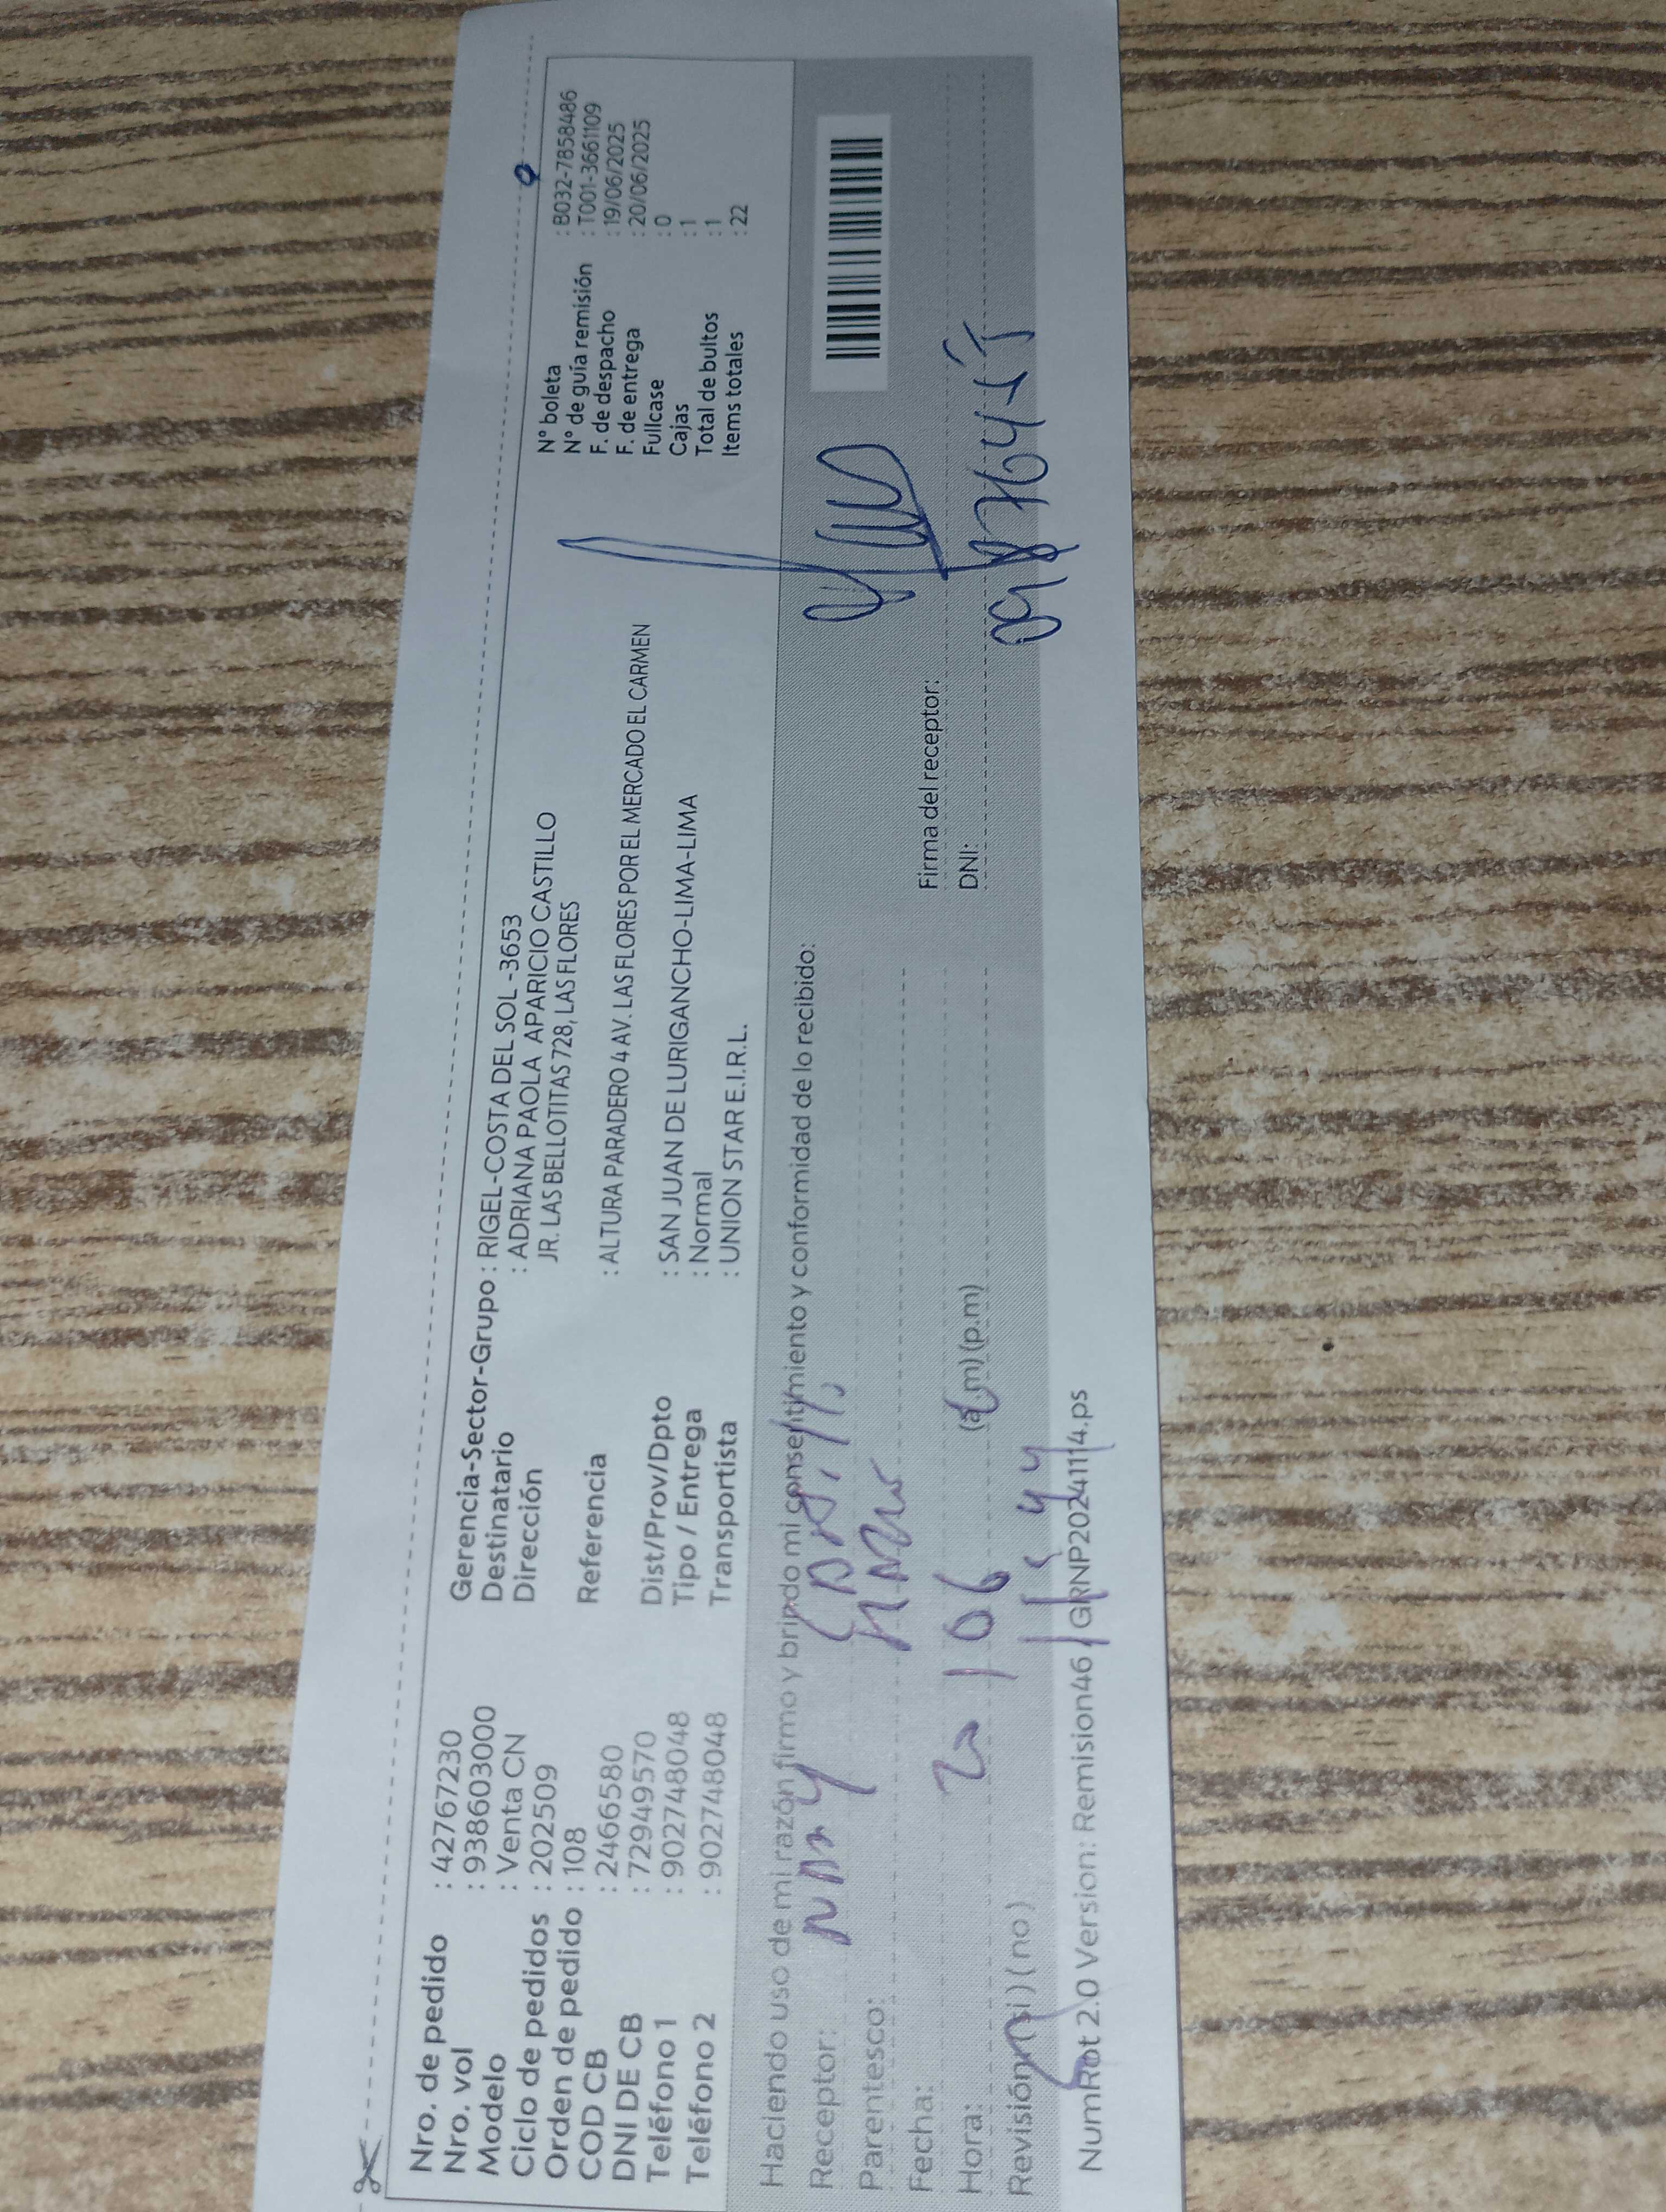 Nro. de pedido : 42767230
Nro. vol : 938603000
Modelo : Venta CN
Ciclo de pedidos : 202509
Orden de pedido : 108
COD CB : 2466580
DNI DE CB : 72949570
Teléfono 1 : 902748048
Teléfono 2 : 902748048
Gerencia-Sector-Grupo : RIGEL-COSTA DEL SOL-3653
Destinatario : ADRIANA PAOLA APARICIO CASTILLO
Dirección JR. LAS BELLOTITAS 728, LAS FLORES
Referencia : ALTURA PARADERO 4 AV. LAS FLORES POR EL MERCADO EL CARMEN
Dist/Prov/Dpto : SAN JUAN DE LURIGANCHO-LIMA-LIMA
Tipo / Entrega : Normal
Transportista : UNION STAR E.I.R.L.
N° boleta : B032-7858486
N° de guía remisión : T001-3661109
F. de despacho : 19/06/2025
F. de entrega : 20/06/2025
Fullcase : 0
Cajas : 1
Total de bultos : 1
Items totales : 22
Haciendo uso de mi razón firmo y brindo mi consentimiento y conformidad de lo recibido:
Receptor:
Parentesco:
Fecha: 20/06
Hora: (a.m)(p.m)
Revisión (si)(no)
Firma del receptor:
DNI:
NumRot 2.0 Version: Remision46 GRNP20241114.ps